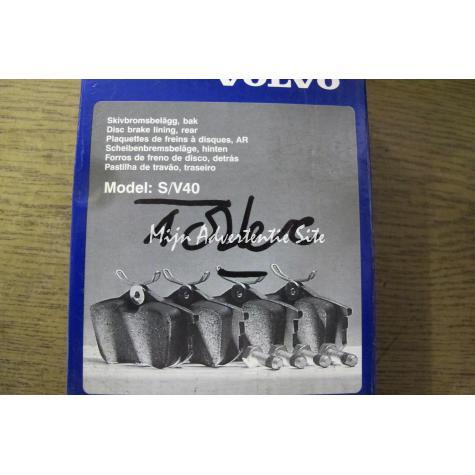 VOLVO
Skivbromsbelägg, bak
Disc brake lining, rear
Plaquettes de freins à disques, AR
Scheibenbremsbeläge, hinten
Forros de freno de disco, detrás
Pastilha de travão, traseiro
Model: S/V40
Mijn Advertentie Site